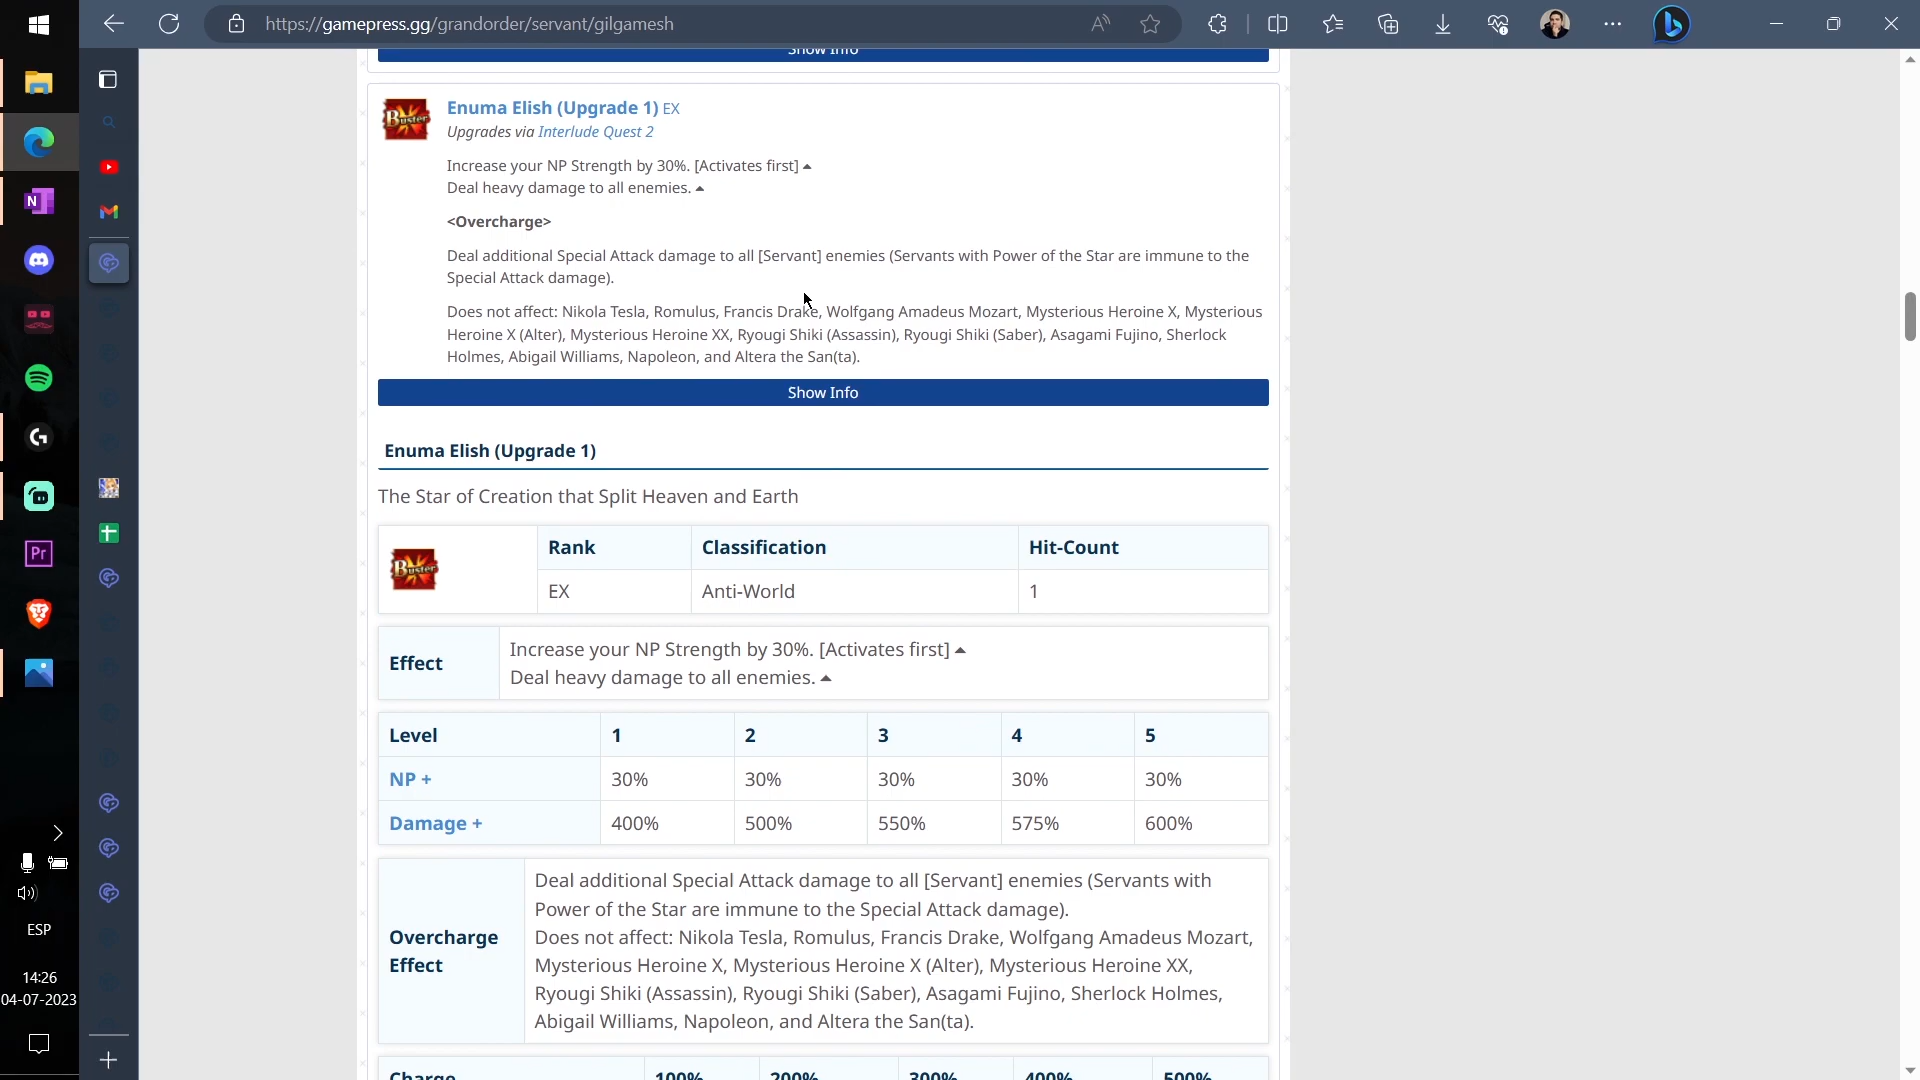 https://gamepress.gg/grandorder/servant/gilgamesh
Show Info
Buster
Enuma Elish (Upgrade 1) EX
Upgrades via Interlude Quest 2
Increase your NP Strength by 30%. [Activates first]
Deal heavy damage to all enemies.
<Overcharge>
Deal additional Special Attack damage to all [Servant] enemies (Servants with Power of the Star are immune to the
Special Attack damage).
Does not affect: Nikola Tesla, Romulus, Francis Drake, Wolfgang Amadeus Mozart, Mysterious Heroine X, Mysterious
Heroine X (Alter), Mysterious Heroine XX, Ryougi Shiki (Assassin), Ryougi Shiki (Saber), Asagami Fujino, Sherlock
Holmes, Abigail Williams, Napoleon, and Altera the San(ta).
Show Info
Enuma Elish (Upgrade 1)
The Star of Creation that Split Heaven and Earth
Buster
Rank Classification Hit-Count
EX Anti-World 1
Effect
Increase your NP Strength by 30%. [Activates first]
Deal heavy damage to all enemies.
Level 1 2 3 4 5
NP + 30% 30% 30% 30% 30%
Damage + 400% 500% 550% 575% 600%
Overcharge
Effect
Deal additional Special Attack damage to all [Servant] enemies (Servants with
Power of the Star are immune to the Special Attack damage).
Does not affect: Nikola Tesla, Romulus, Francis Drake, Wolfgang Amadeus Mozart,
Mysterious Heroine X, Mysterious Heroine X (Alter), Mysterious Heroine XX,
Ryougi Shiki (Assassin), Ryougi Shiki (Saber), Asagami Fujino, Sherlock Holmes,
Abigail Williams, Napoleon, and Altera the San(ta).
Charge 100% 200% 300% 400% 500%
N
Pr
ESP
14:26
04-07-2023